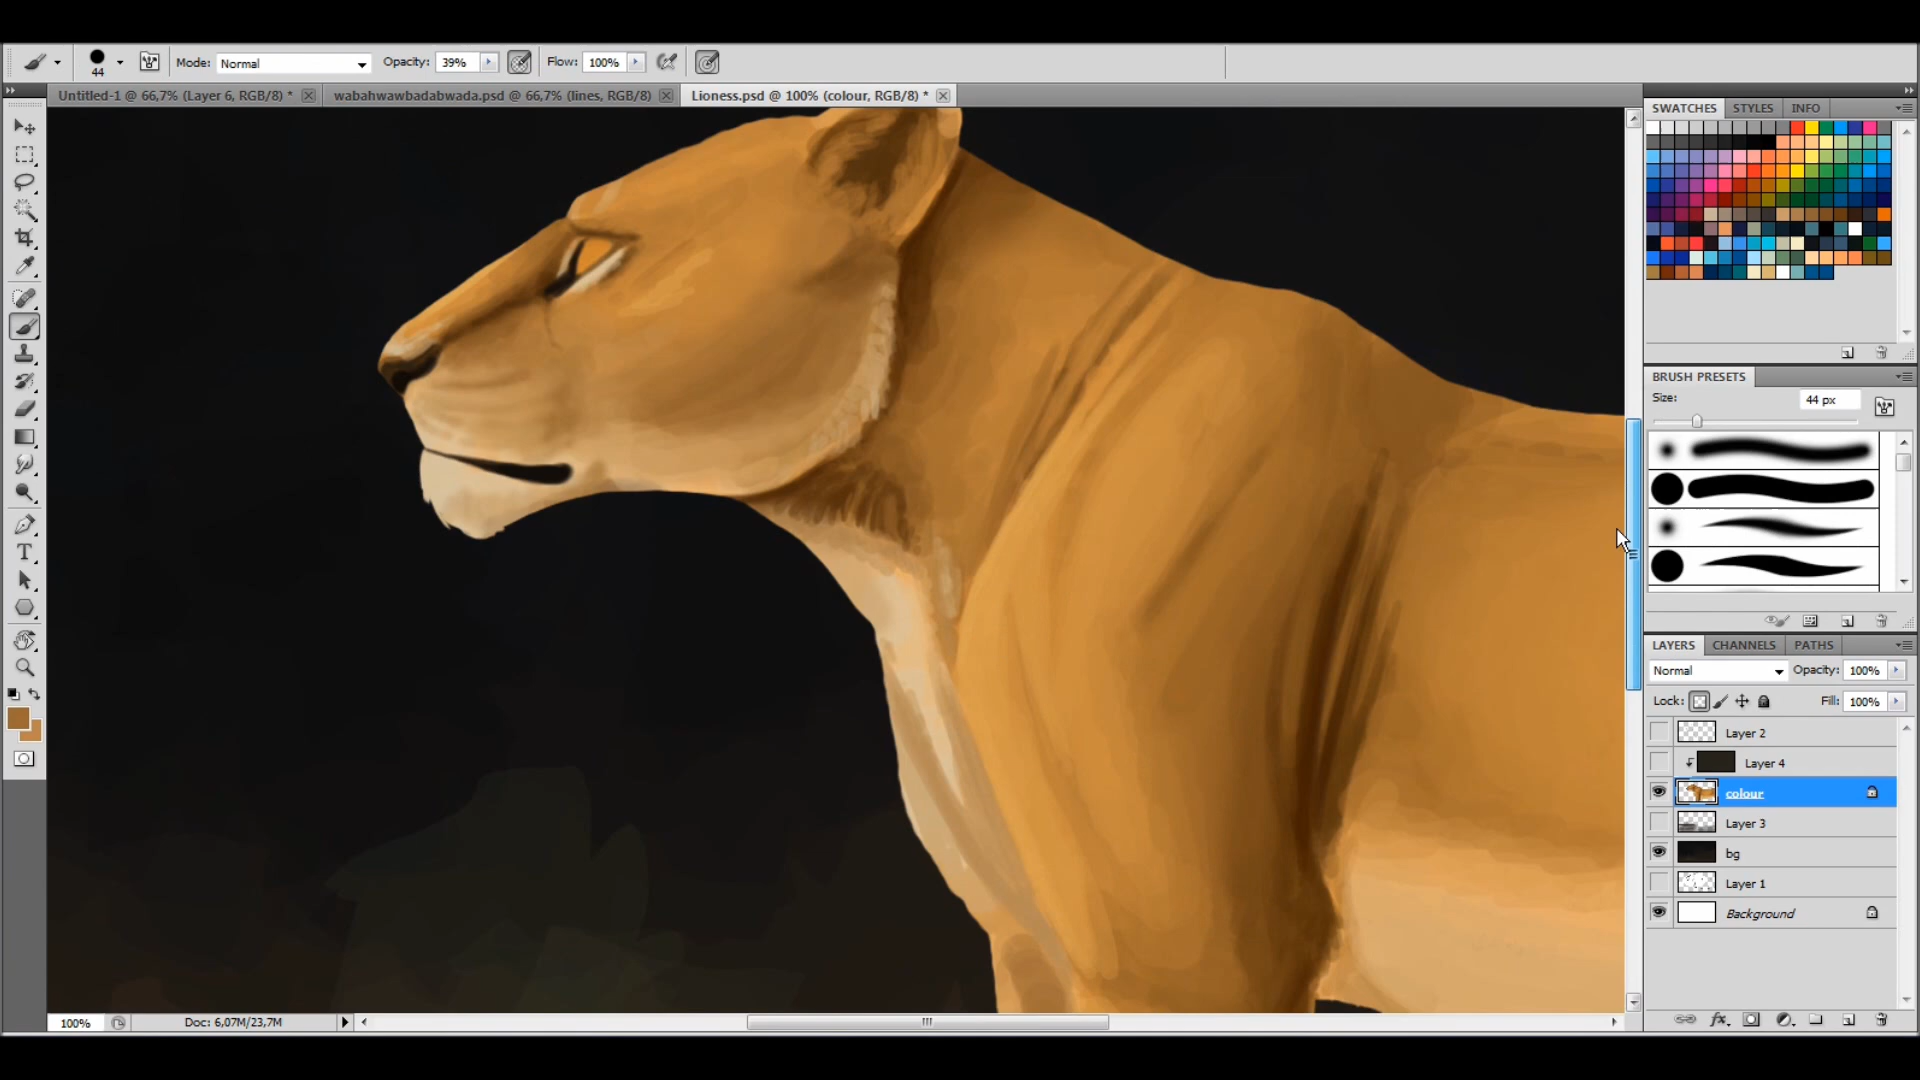 44
Mode: Normal
Opacity: 39%
Flow: 100%
Untitled-1 @ 66,7% (Layer 6, RGB/8) *
wabahwawbadabwada.psd @ 66,7% (lines, RGB/8)
Lioness.psd @ 100% (colour, RGB/8) *
SWATCHES
STYLES
INFO
BRUSH PRESETS
Size:
44 px
LAYERS
CHANNELS
PATHS
Normal
Opacity: 100%
Lock:
Fill: 100%
Layer 2
Layer 4
colour
Layer 3
bg
Layer 1
Background
100%
Doc: 6,07M/23,7M